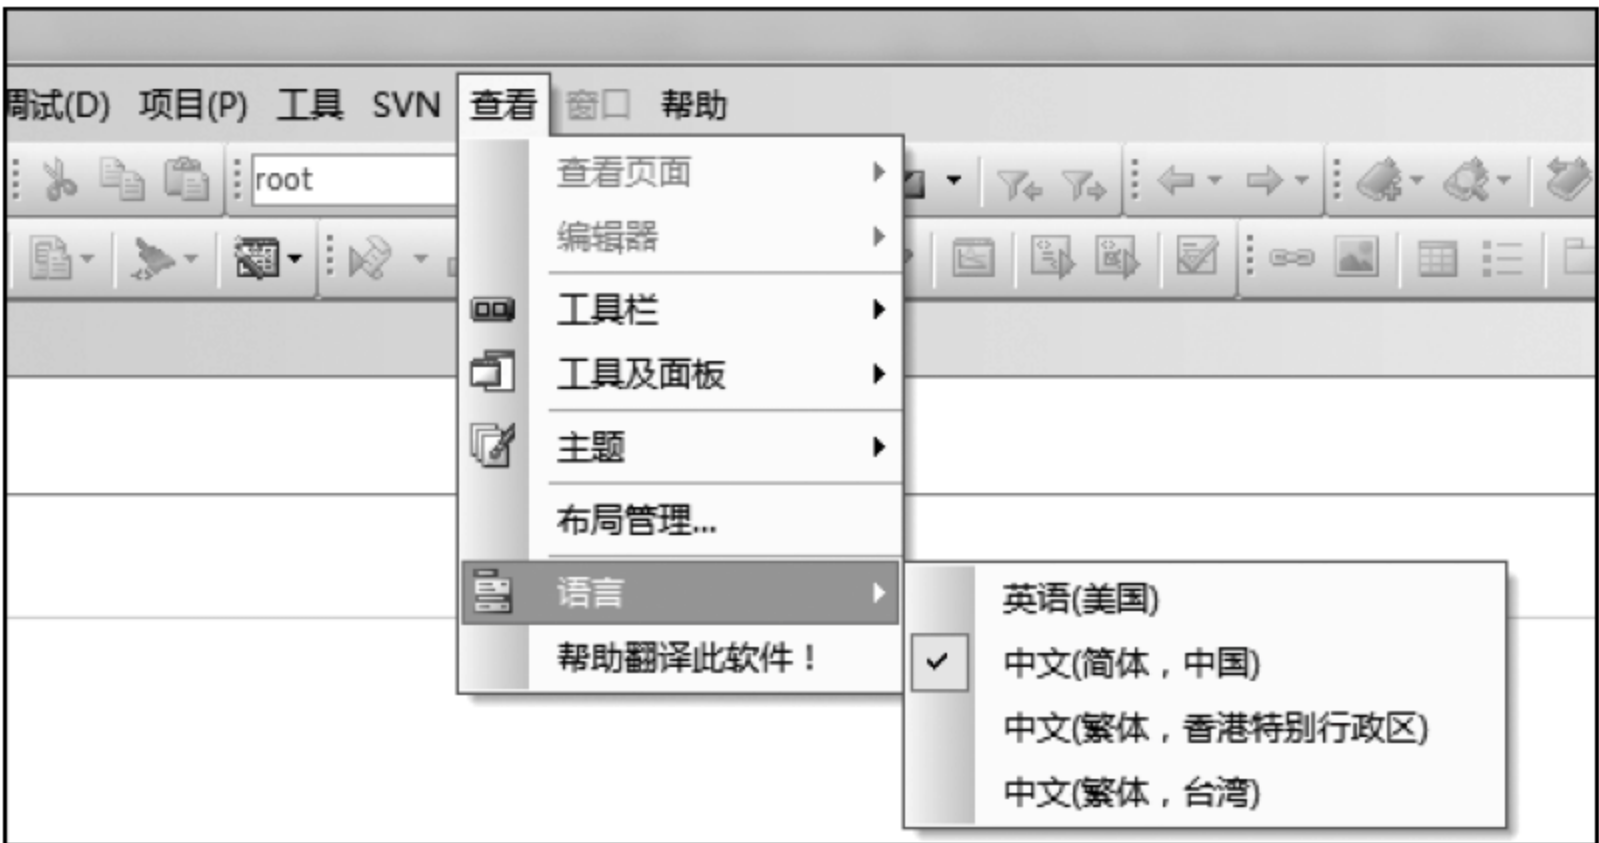 调试(D) 项目(P) 工具 SVN 查看 窗口 帮助
root
查看页面
编辑器
工具栏
工具及面板
主题
布局管理...
语言
帮助翻译此软件！
英语(美国)
中文(简体，中国)
中文(繁体，香港特别行政区)
中文(繁体，台湾)